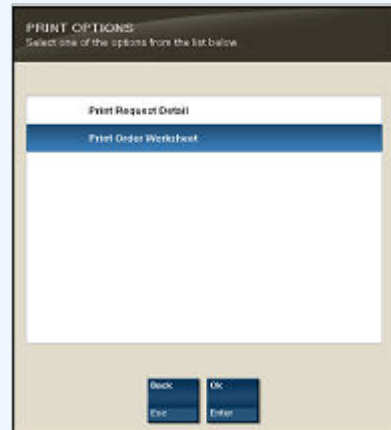 PRINT OPTIONS
Select one of the options from the list below.
Print Request Detail
Print Order Worksheet
Back Ok
Esc Enter